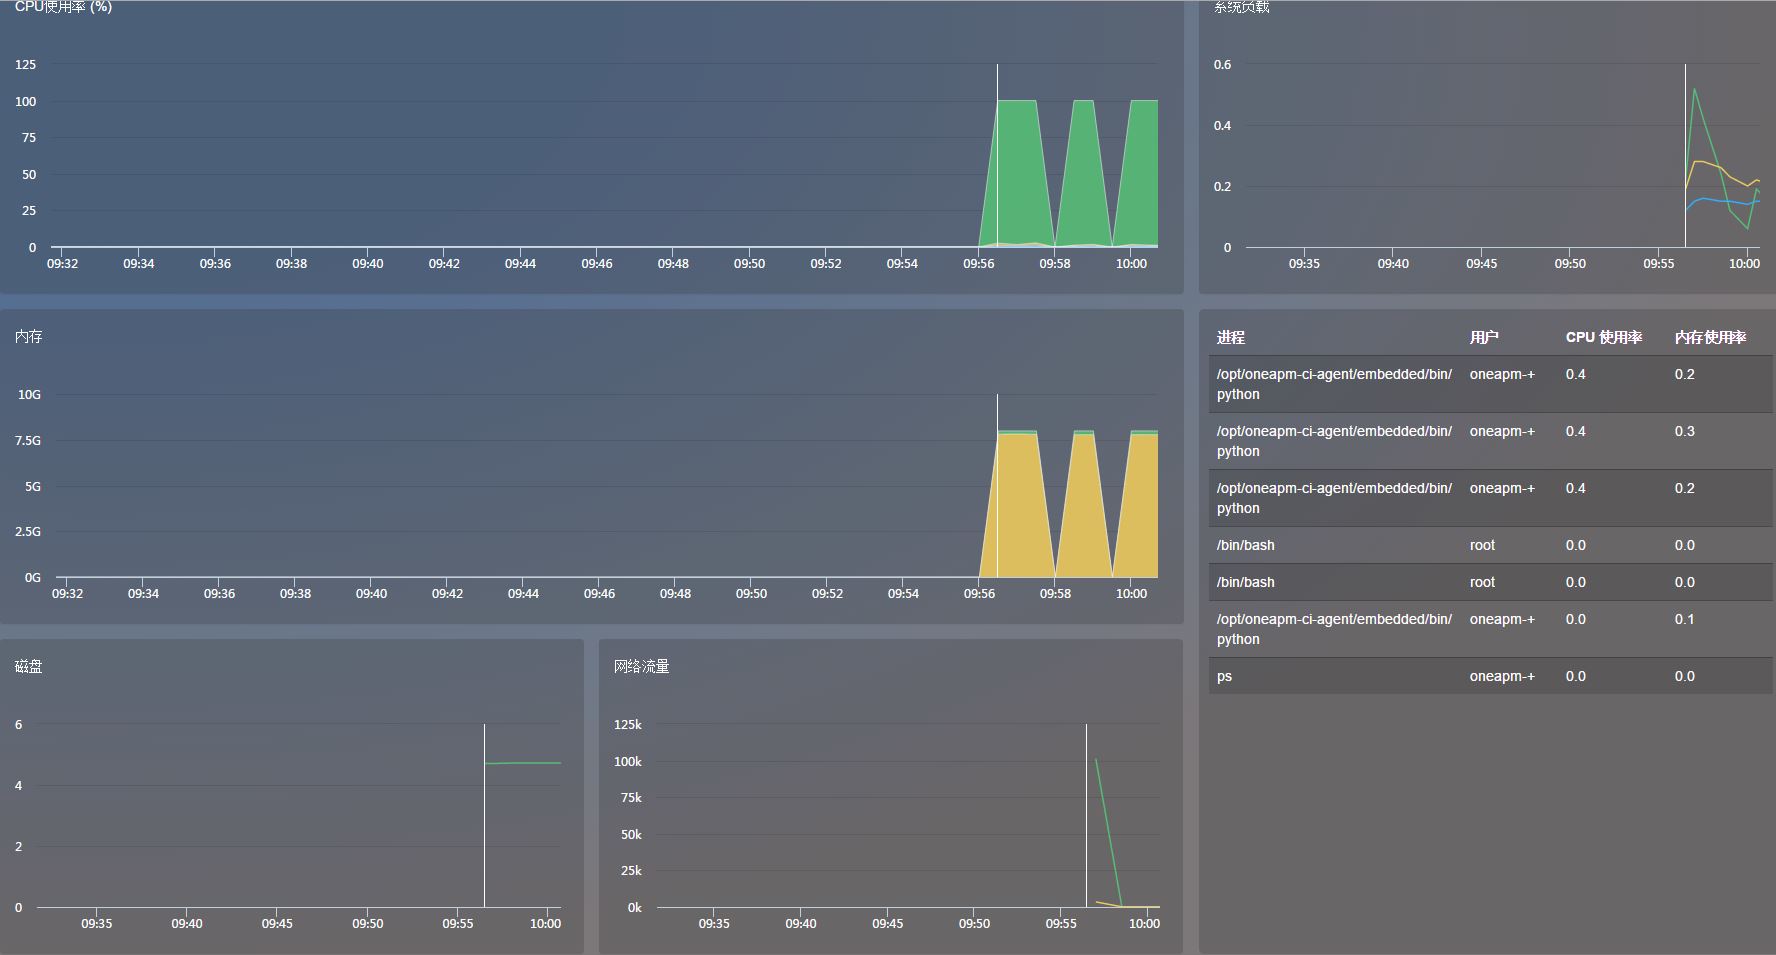 CPU使用率 (%)
125
100
75
50
25
0
09:32 09:34 09:36 09:38 09:40 09:42 09:44 09:46 09:48 09:50 09:52 09:54 09:56 09:58 10:00
系统负载
0.6
0.4
0.2
0
09:35 09:40 09:45 09:50 09:55 10:00
内存
10G
7.5G
5G
2.5G
0G
09:32 09:34 09:36 09:38 09:40 09:42 09:44 09:46 09:48 09:50 09:52 09:54 09:56 09:58 10:00
进程 用户 CPU 使用率 内存使用率
/opt/oneapm-ci-agent/embedded/bin/ oneapm-+ 0.4 0.2
python
/opt/oneapm-ci-agent/embedded/bin/ oneapm-+ 0.4 0.3
python
/opt/oneapm-ci-agent/embedded/bin/ oneapm-+ 0.4 0.2
python
/bin/bash root 0.0 0.0
/bin/bash root 0.0 0.0
/opt/oneapm-ci-agent/embedded/bin/ oneapm-+ 0.0 0.1
python
ps oneapm-+ 0.0 0.0
磁盘
6
4
2
0
09:35 09:40 09:45 09:50 09:55 10:00
网络流量
125k
100k
75k
50k
25k
0k
09:35 09:40 09:45 09:50 09:55 10:00